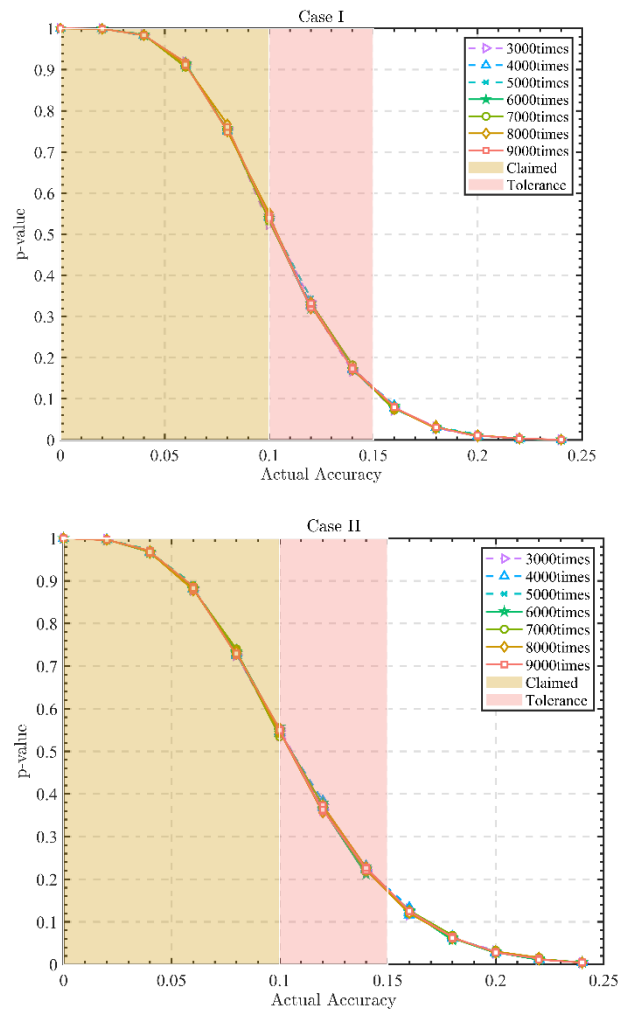 Case I
1
0.9
0.8
0.7
0.6
0.5
0.4
0.3
0.2
0.1
0
p-value
3000times
4000times
5000times
6000times
7000times
8000times
9000times
Claimed
Tolerance
0 0.05 0.1 0.15 0.2 0.25
Actual Accuracy
Case II
1
0.9
0.8
0.7
0.6
0.5
0.4
0.3
0.2
0.1
0
p-value
3000times
4000times
5000times
6000times
7000times
8000times
9000times
Claimed
Tolerance
0 0.05 0.1 0.15 0.2 0.25
Actual Accuracy